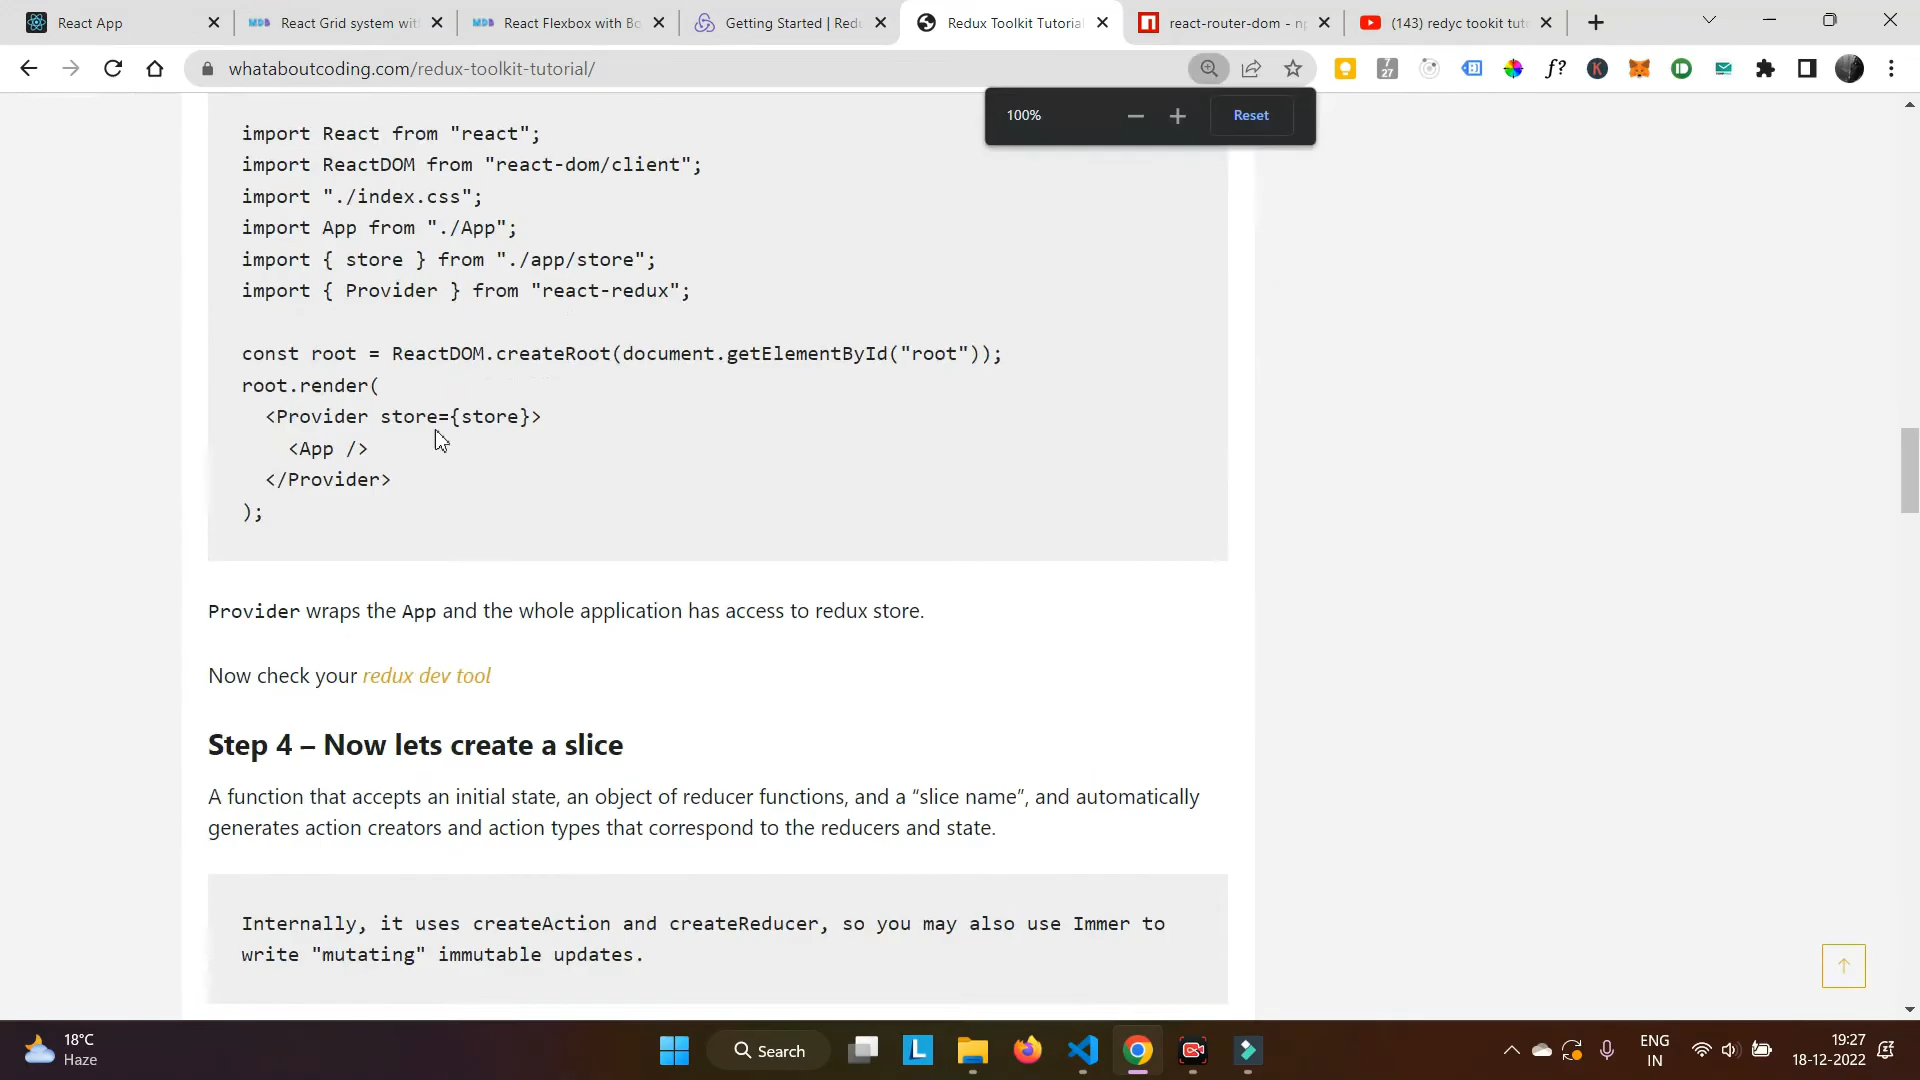 React App
React Grid system wit
React Flexbox with Bo
Getting Started | Redu
Redux Toolkit Tutorial
react-router-dom - np
(143) redyc tookit tut
whataboutcoding.com/redux-toolkit-tutorial/
100%
Reset
import React from "react";
import ReactDOM from "react-dom/client";
import "./index.css";
import App from "./App";
import { store } from "./app/store";
import { Provider } from "react-redux";
const root = ReactDOM.createRoot(document.getElementById("root"));
root.render(
<Provider store={store}>
<App />
</Provider>
);
Provider wraps the App and the whole application has access to redux store.
Now check your redux dev tool
Step 4 – Now lets create a slice
A function that accepts an initial state, an object of reducer functions, and a “slice name”, and automatically
generates action creators and action types that correspond to the reducers and state.
Internally, it uses createAction and createReducer, so you may also use Immer to
write "mutating" immutable updates.
18°C
Haze
Search
ENG
IN
19:27
18-12-2022